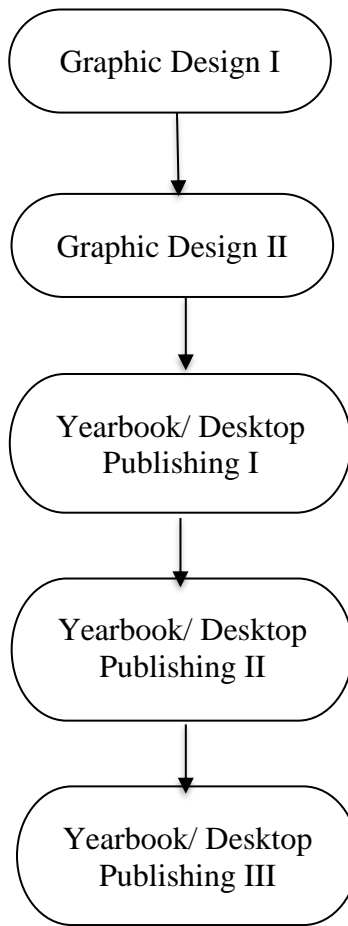 Graphic Design I
Graphic Design II
Yearbook/ Desktop
Publishing I
Yearbook/ Desktop
Publishing II
Yearbook/ Desktop
Publishing III